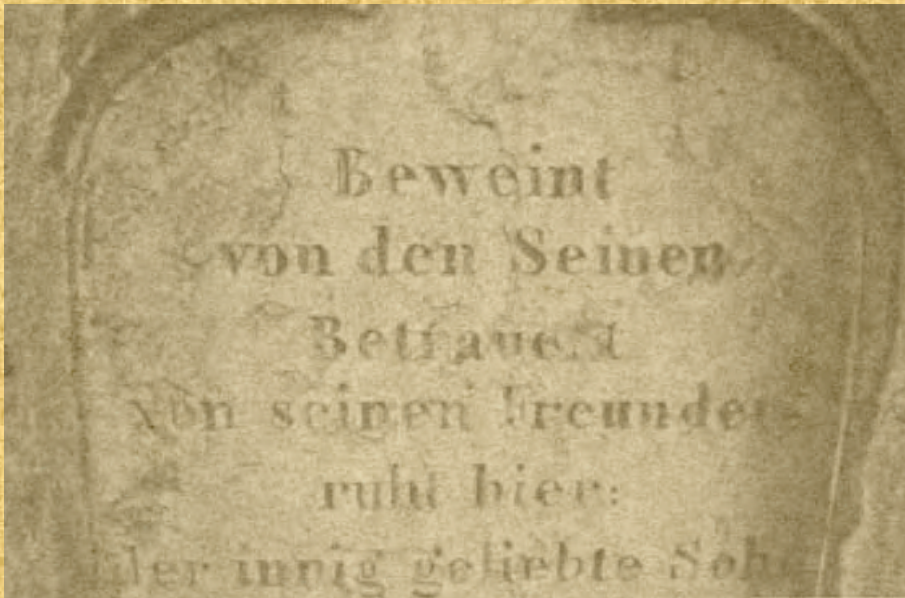 Beweint
von den Seinen
Betrauert
von seinen Freunden
ruht hier:
der innig geliebte